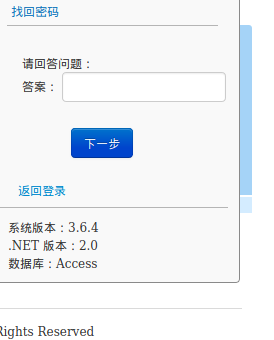 找回密码
请回答问题：
答案：
下一步
返回登录
系统版本：3.6.4
.NET 版本：2.0
数据库：Access
Rights Reserved